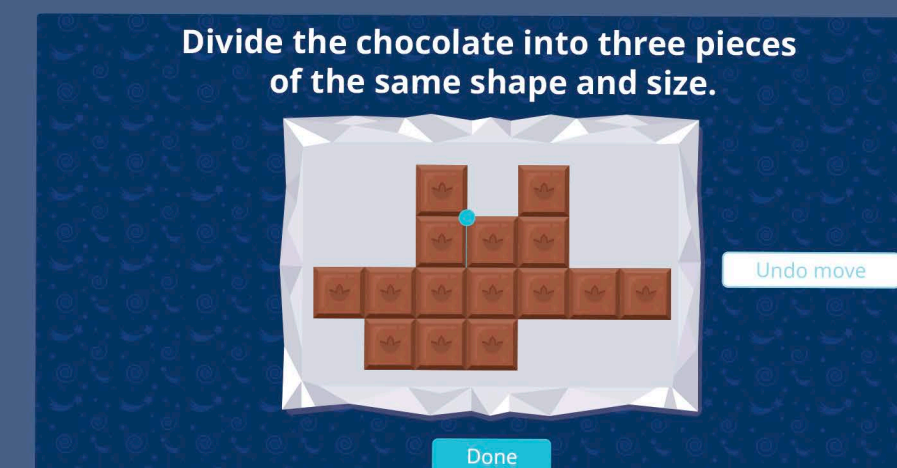 Divide the chocolate into three pieces
of the same shape and size.
Undo move
Done